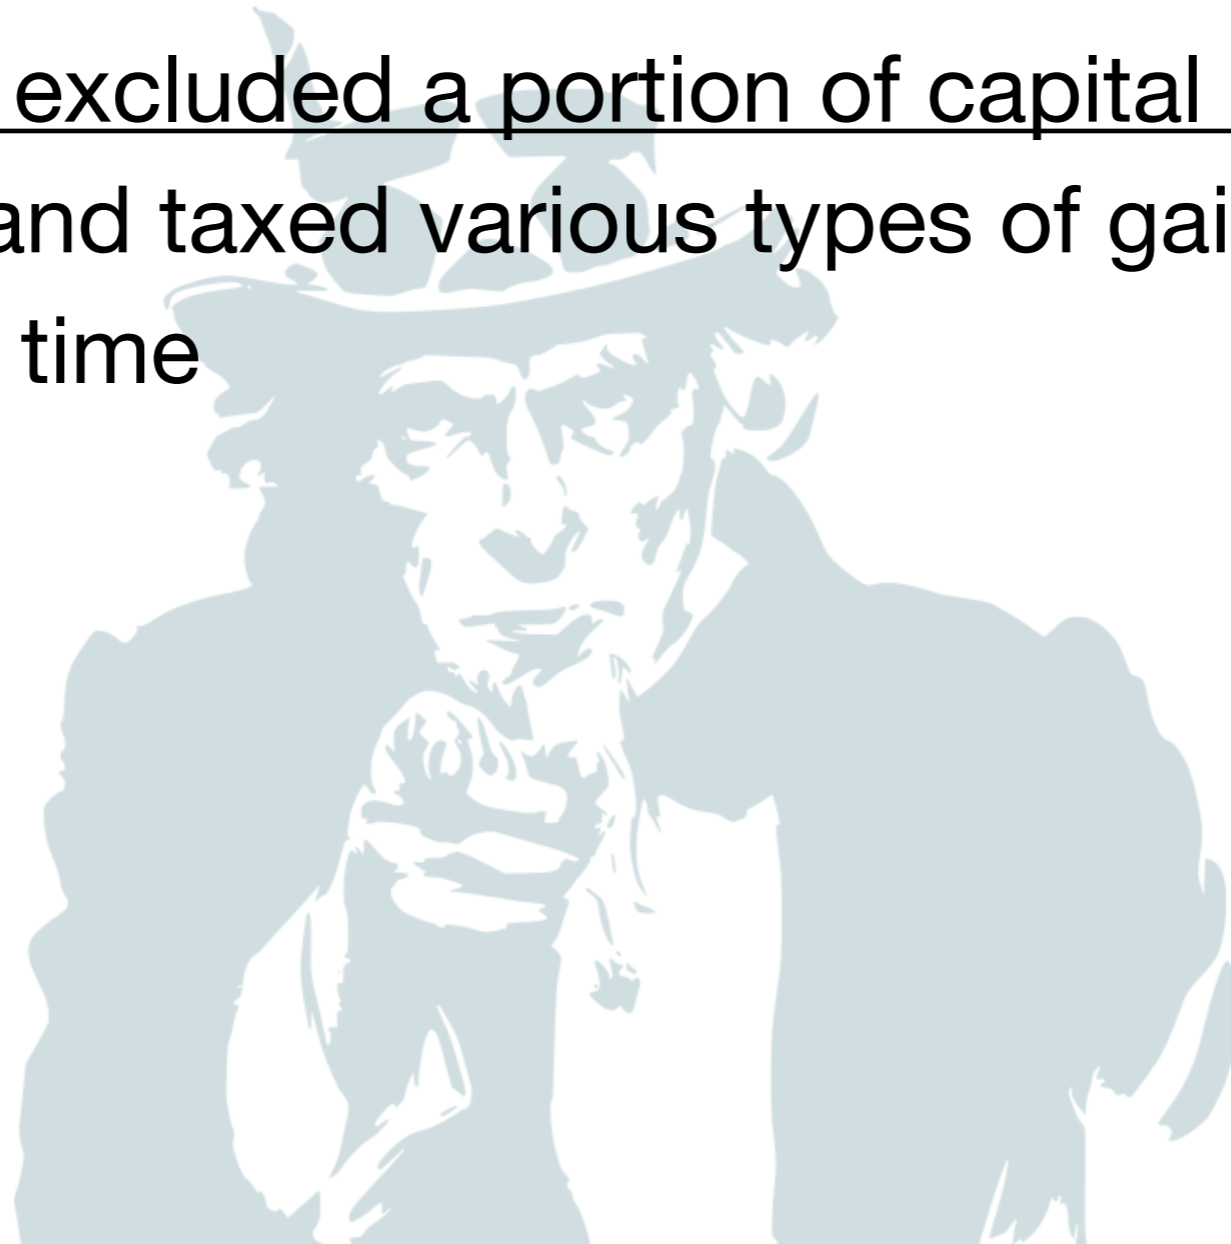 excluded a portion of capital
and taxed various types of gai
time